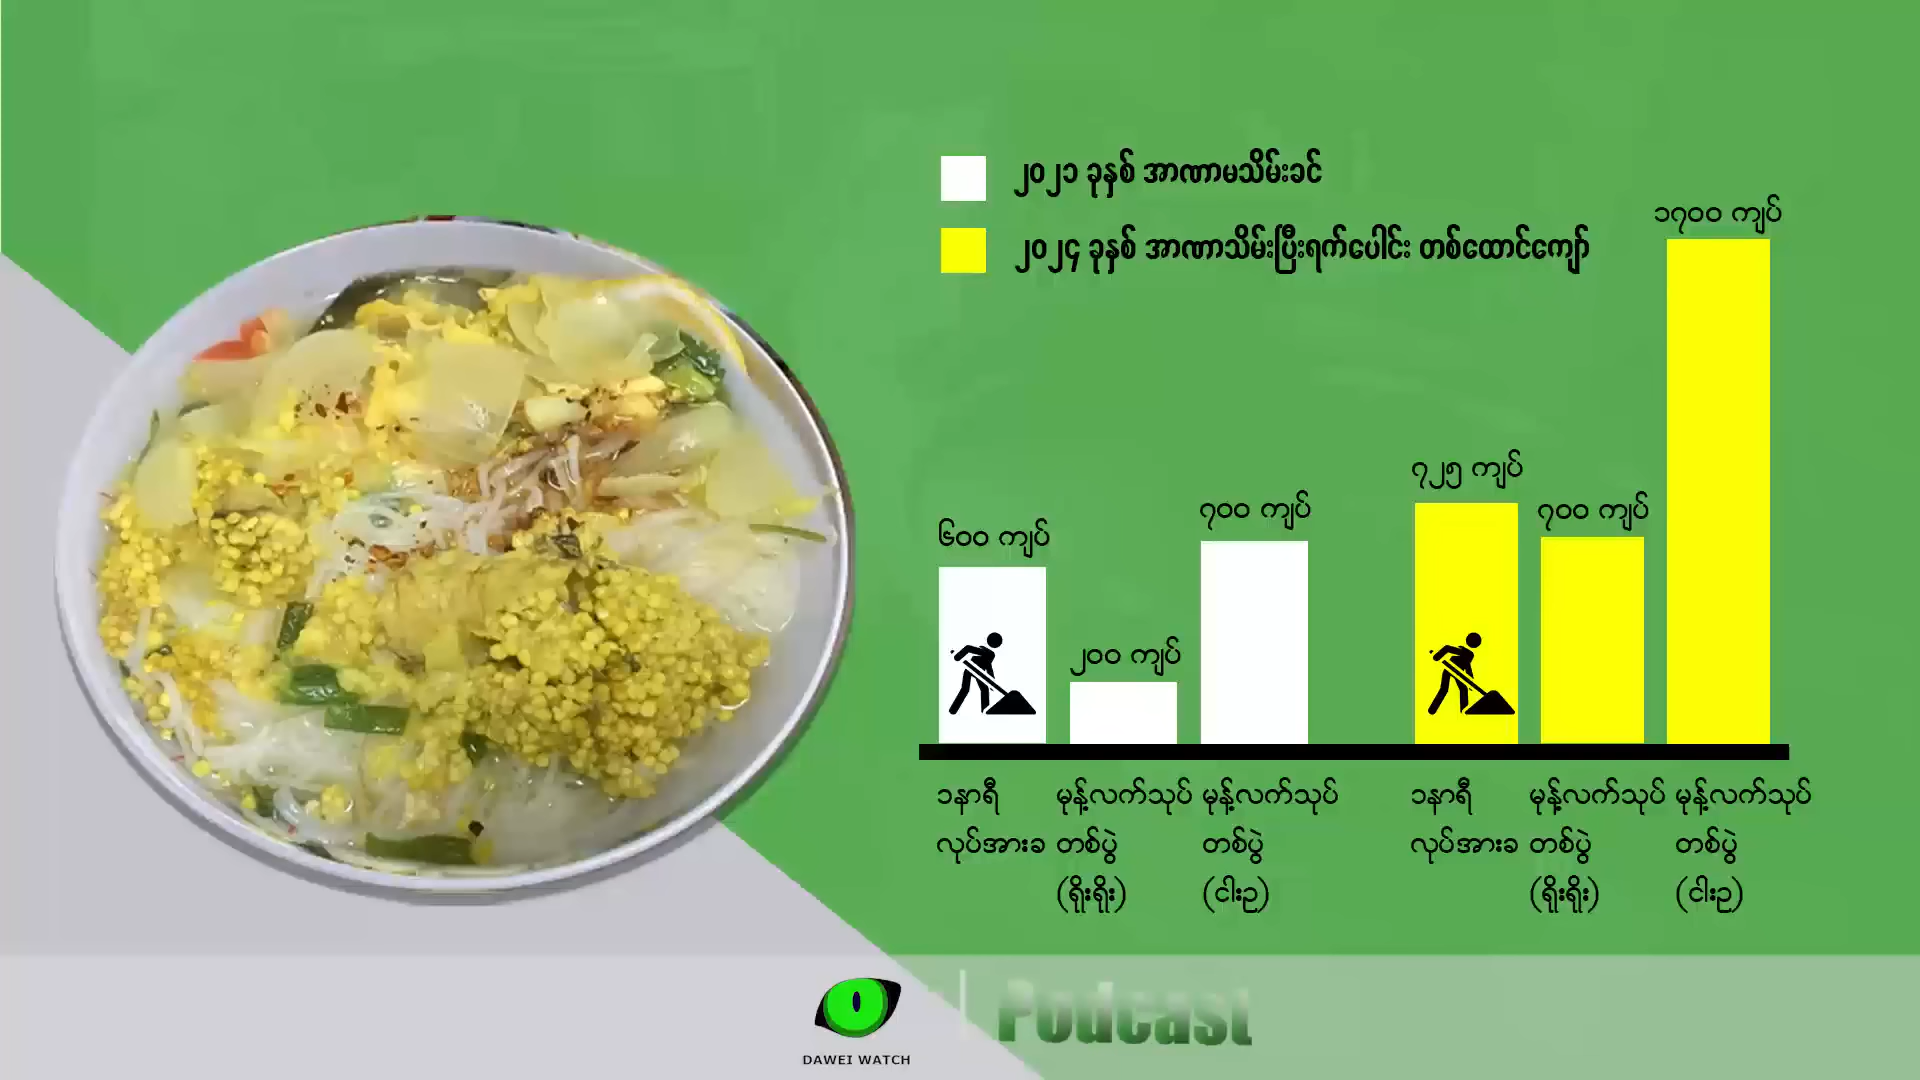 ၂၀၂၁ ခုနှစ် အာဏာမသိမ်းခင်
၂၀၂၄ ခုနှစ် အာဏာသိမ်းပြီးရက်ပေါင်း တစ်ထောင်ကျော်
၆၀၀ ကျပ်
၂၀၀ ကျပ်
၇၀၀ ကျပ်
၇၂၅ ကျပ်
၇၀၀ ကျပ်
၁၇၀၀ ကျပ်
၁နာရီ
လုပ်အားခ
မုန့်လက်သုပ်
တစ်ပွဲ
(ရိုးရိုး)
မုန့်လက်သုပ်
တစ်ပွဲ
(ငါးဥ)
၁နာရီ
လုပ်အားခ
မုန့်လက်သုပ်
တစ်ပွဲ
(ရိုးရိုး)
မုန့်လက်သုပ်
တစ်ပွဲ
(ငါးဥ)
DAWEI WATCH
Podcast